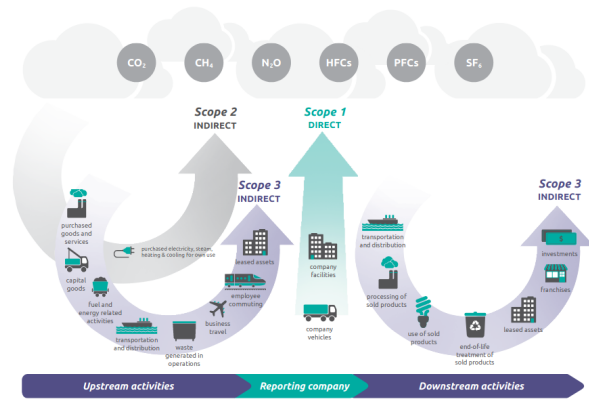 CO₂
CH₄
N₂O
HFCs
PFCs
SF₆
Scope 2
INDIRECT
Scope 1
DIRECT
Scope 3
INDIRECT
Scope 3
INDIRECT
purchased
goods and
services
capital
goods
fuel and
energy related
activities
transportation
and distribution
waste
generated in
operations
business
travel
employee
commuting
leased assets
purchased electricity, steam,
heating & cooling for own use
company
facilities
company
vehicles
transportation
and distribution
processing of
sold products
use of sold
products
end-of-life
treatment of
sold products
leased assets
franchises
$
investments
Upstream activities
Reporting company
Downstream activities